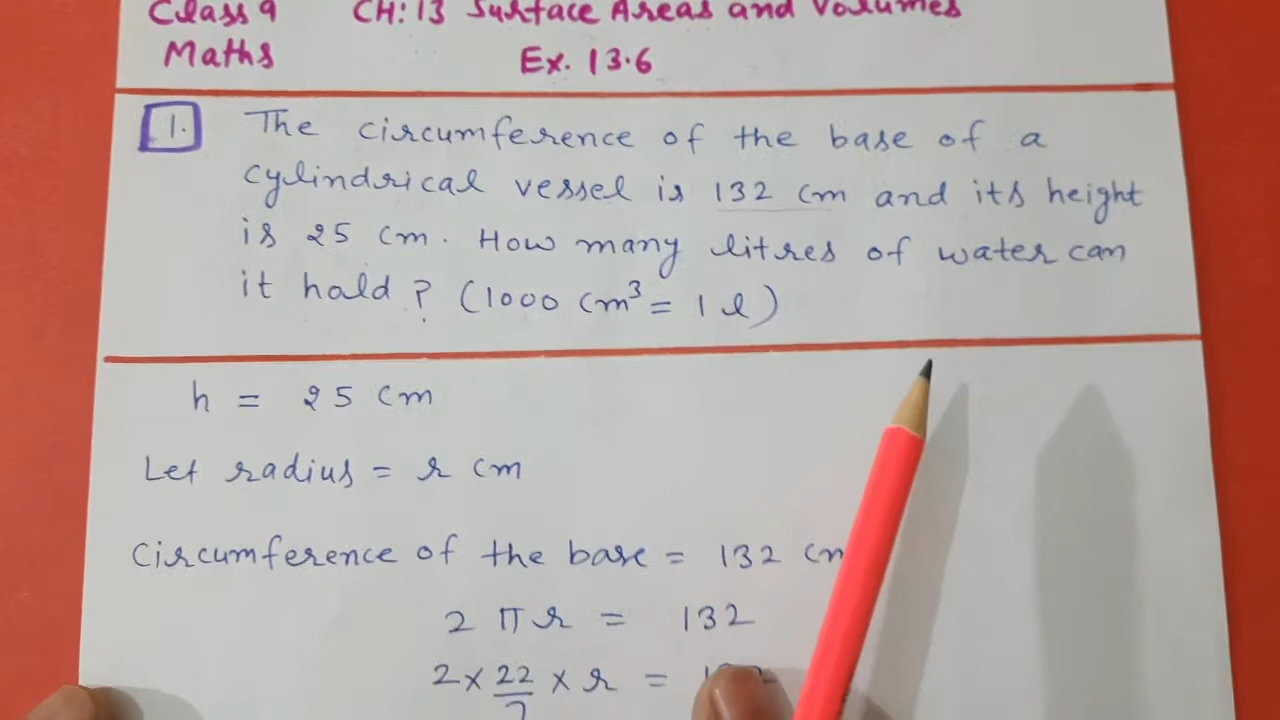 Class 9 CH: 13 Surface Areas and Volumes
Maths Ex. 13.6
1. The circumference of the base of a
cylindrical vessel is 132 cm and its height
is 25 cm. How many litres of water can
it hold? (1000 cm³ = 1 l)
h = 25 cm
Let radius = r cm
Circumference of the base = 132 cm
2 π r = 132
2 × 22/7 × r =